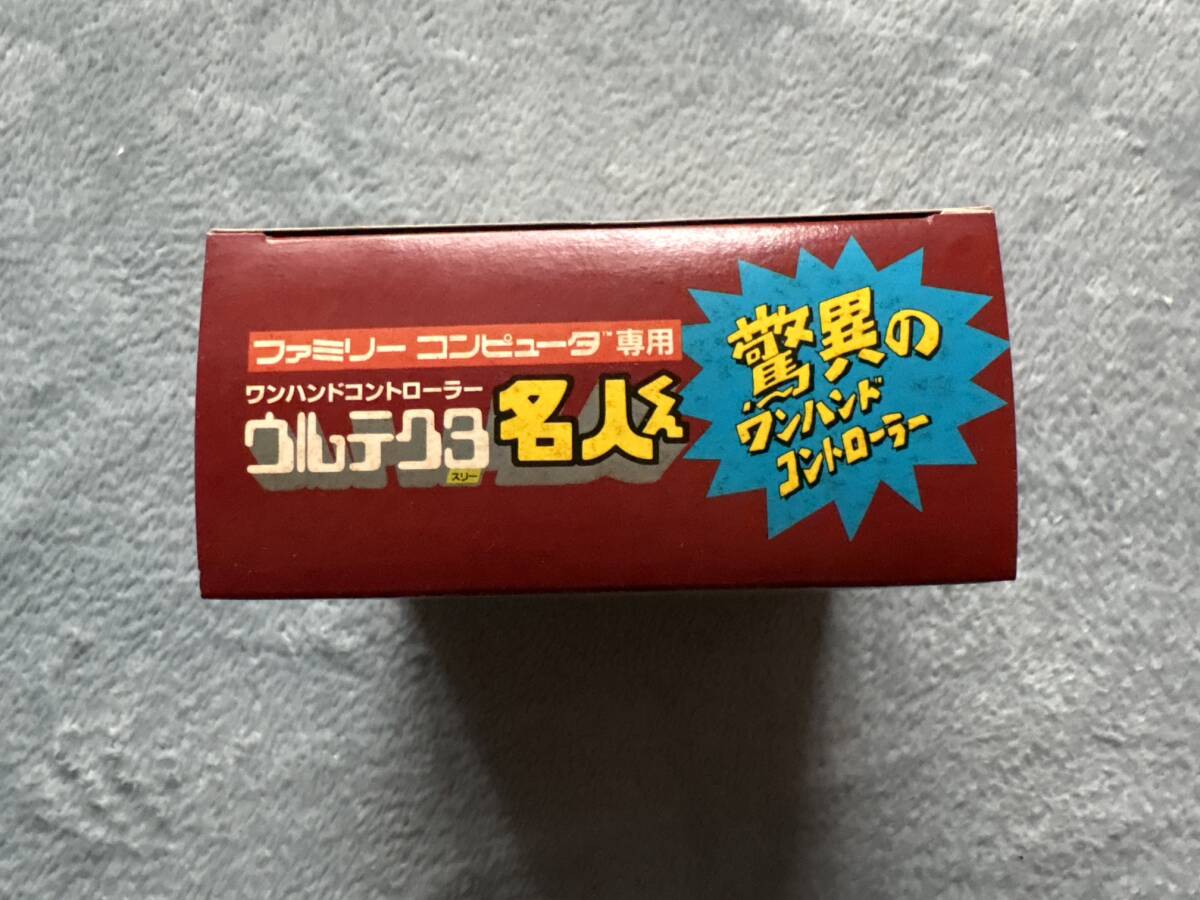 ファミリー コンピュータ™専用
ワンハンドコントローラー
ウルテク3 名人くん
スリー
驚異の
ワンハンド
コントローラー